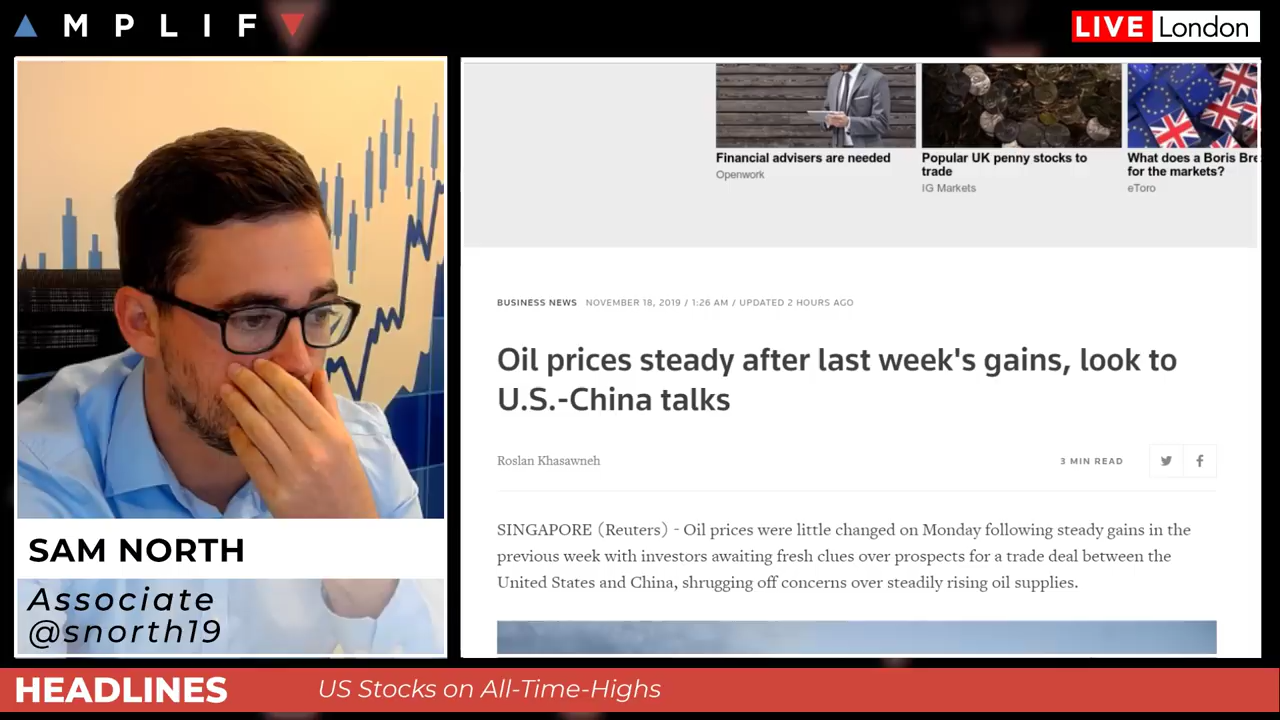 AMPLIFY
LIVE London
Financial advisers are needed
Openwork
Popular UK penny stocks to
trade
IG Markets
What does a Boris Bre
for the markets?
eToro
BUSINESS NEWS NOVEMBER 18, 2019 / 1:26 AM / UPDATED 2 HOURS AGO
Oil prices steady after last week's gains, look to
U.S.-China talks
Roslan Khasawneh
3 MIN READ
SINGAPORE (Reuters) - Oil prices were little changed on Monday following steady gains in the
previous week with investors awaiting fresh clues over prospects for a trade deal between the
United States and China, shrugging off concerns over steadily rising oil supplies.
SAM NORTH
Associate
@snorth19
HEADLINES US Stocks on All-Time-Highs